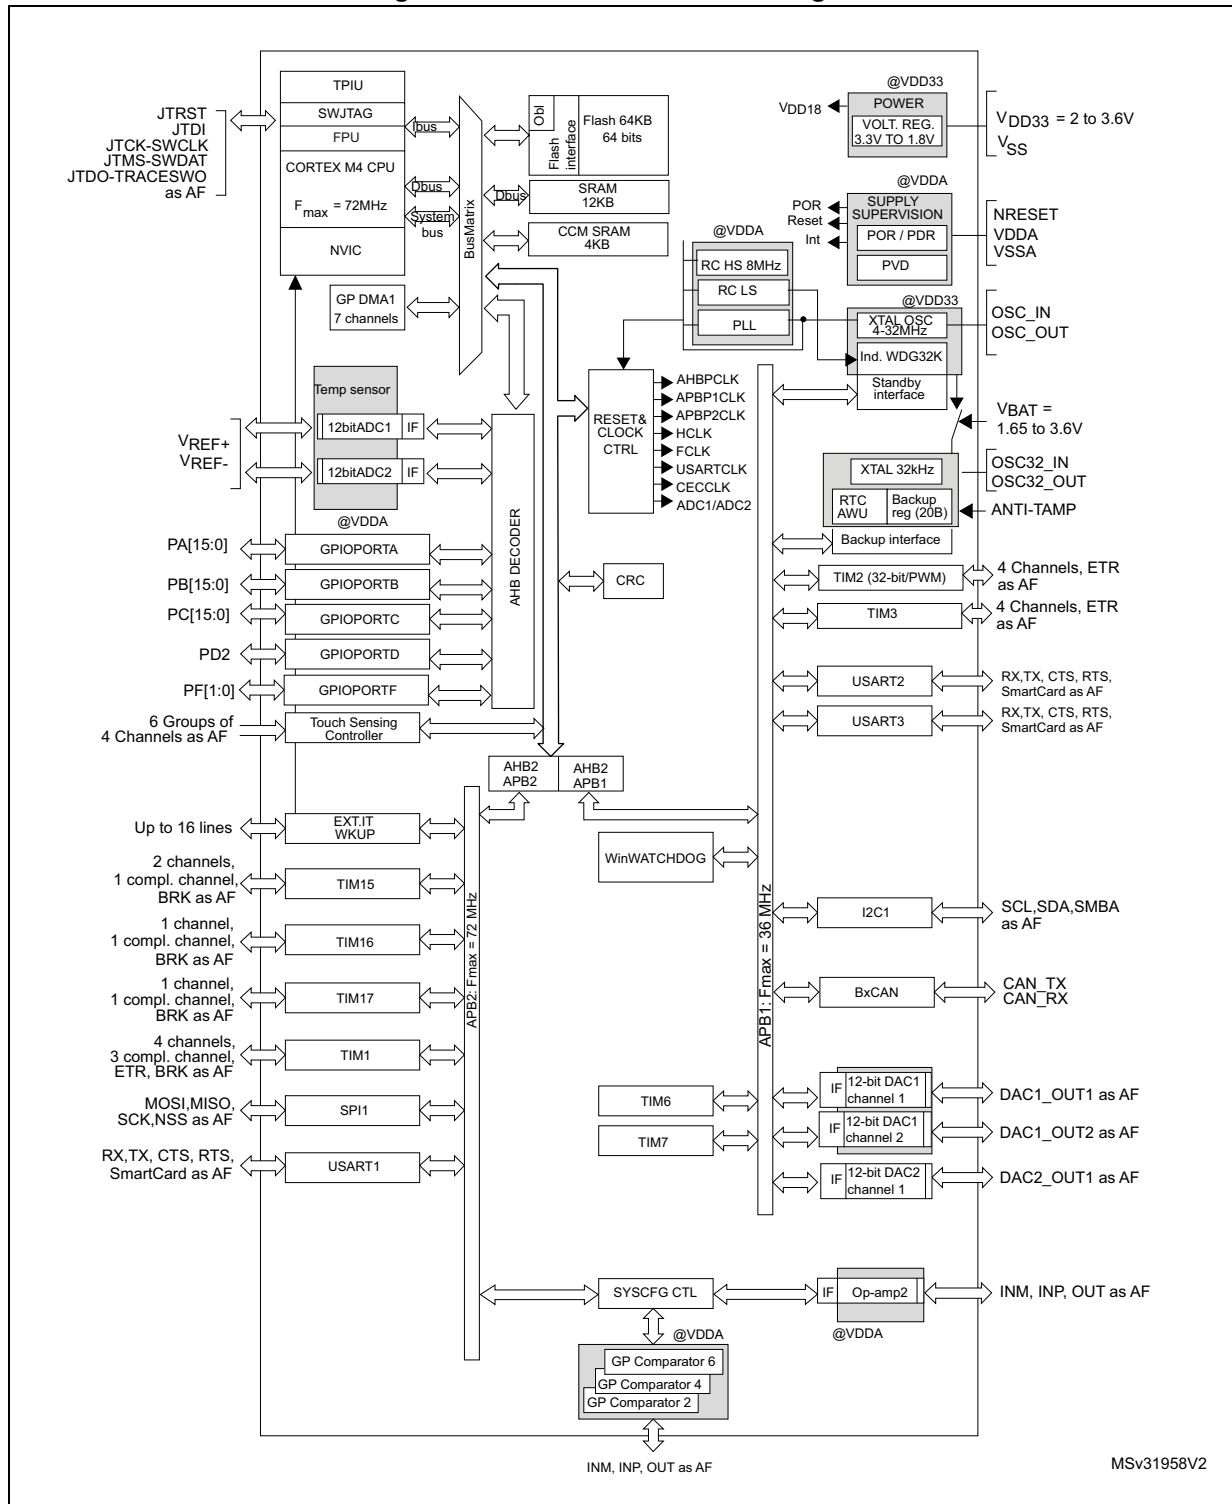 TPIU
SWJTAG
FPU
CORTEX M4 CPU
Fmax = 72MHz
NVIC
JTRST
JTDI
JTCK-SWCLK
JTMS-SWDAT
JTDO-TRACESWO
as AF
Ibus
Dbus
System
bus
BusMatrix
Obl
Flash
interface
Flash 64KB
64 bits
Dbus
SRAM
12KB
CCM SRAM
4KB
GP DMA1
7 channels
@VDD33
POWER
VDD18
VOLT. REG.
3.3V TO 1.8V
VDD33 = 2 to 3.6V
VSS
@VDDA
SUPPLY
SUPERVISION
POR
Reset
Int
POR / PDR
PVD
NRESET
VDDA
VSSA
@VDDA
RC HS 8MHz
RC LS
PLL
@VDD33
XTAL OSC
4-32MHz
Ind. WDG32K
Standby
interface
OSC_IN
OSC_OUT
VBAT =
1.65 to 3.6V
XTAL 32kHz
RTC
AWU
Backup
reg (20B)
Backup interface
OSC32_IN
OSC32_OUT
ANTI-TAMP
RESET&
CLOCK
CTRL
AHBPCLK
APBP1CLK
APBP2CLK
HCLK
FCLK
USARTCLK
CECCLK
ADC1/ADC2
Temp sensor
12bitADC1
IF
12bitADC2
IF
@VDDA
VREF+
VREF-
AHB DECODER
CRC
PA[15:0]
GPIOPORTA
PB[15:0]
GPIOPORTB
PC[15:0]
GPIOPORTC
PD2
GPIOPORTD
PF[1:0]
GPIOPORTF
6 Groups of
4 Channels as AF
Touch Sensing
Controller
AHB2
APB2
AHB2
APB1
TIM2 (32-bit/PWM)
4 Channels, ETR
as AF
TIM3
4 Channels, ETR
as AF
USART2
RX,TX, CTS, RTS,
SmartCard as AF
USART3
RX,TX, CTS, RTS,
SmartCard as AF
Up to 16 lines
EXT.IT
WKUP
2 channels,
1 compl. channel,
BRK as AF
TIM15
1 channel,
1 compl. channel,
BRK as AF
TIM16
1 channel,
1 compl. channel,
BRK as AF
TIM17
4 channels,
3 compl. channel,
ETR, BRK as AF
TIM1
MOSI,MISO,
SCK,NSS as AF
SPI1
RX,TX, CTS, RTS,
SmartCard as AF
USART1
APB2: Fmax = 72 MHz
WinWATCHDOG
APB1: Fmax = 36 MHz
I2C1
SCL,SDA,SMBA
as AF
BxCAN
CAN_TX
CAN_RX
TIM6
TIM7
IF
12-bit DAC1
channel 1
DAC1_OUT1 as AF
IF
12-bit DAC1
channel 2
DAC1_OUT2 as AF
IF
12-bit DAC2
channel 1
DAC2_OUT1 as AF
SYSCFG CTL
IF
Op-amp2
@VDDA
INM, INP, OUT as AF
@VDDA
GP Comparator 6
GP Comparator 4
GP Comparator 2
INM, INP, OUT as AF
MSv31958V2